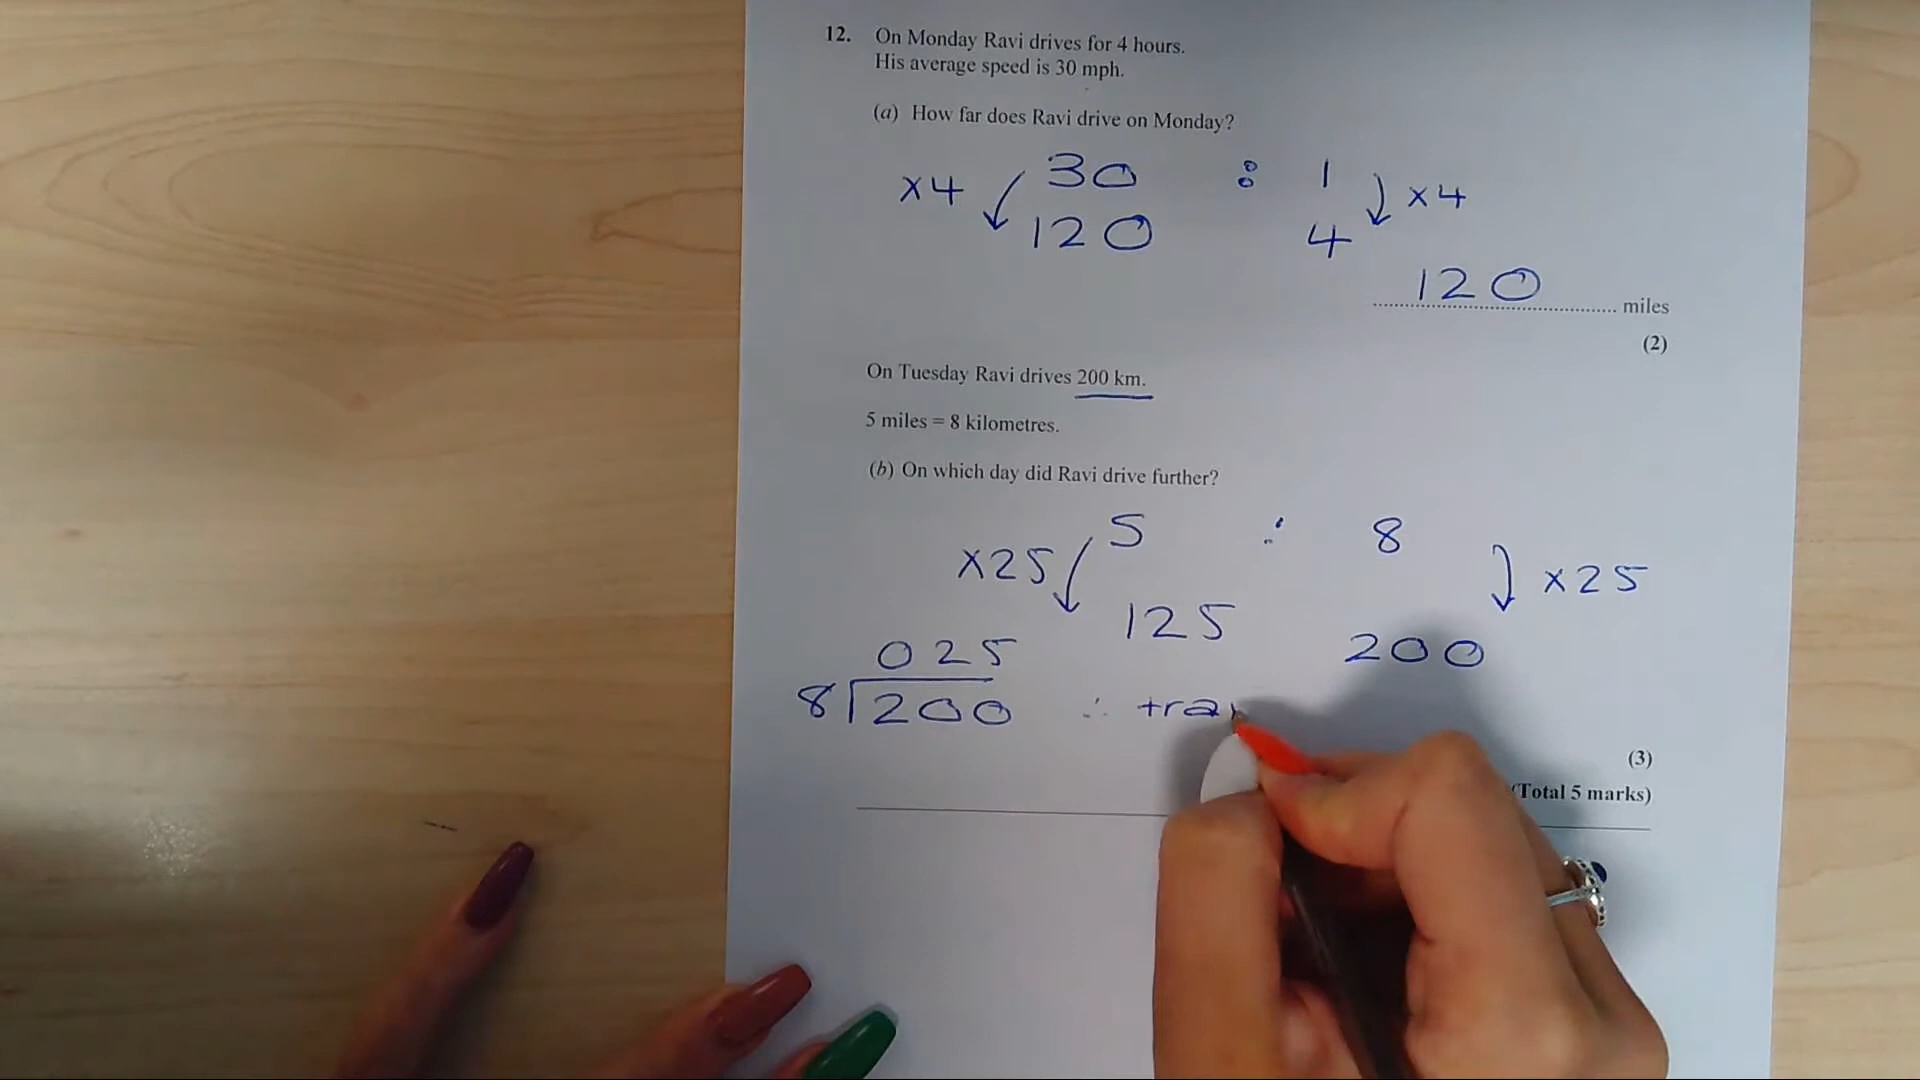 12. On Monday Ravi drives for 4 hours.
His average speed is 30 mph.
(a) How far does Ravi drive on Monday?
x4 30 : 1 x4
120 4
120 miles
(2)
On Tuesday Ravi drives 200 km.
5 miles = 8 kilometres.
(b) On which day did Ravi drive further?
5 : 8
x25 x25
125 200
025
8 200 ∴ tra
(3)
(Total 5 marks)